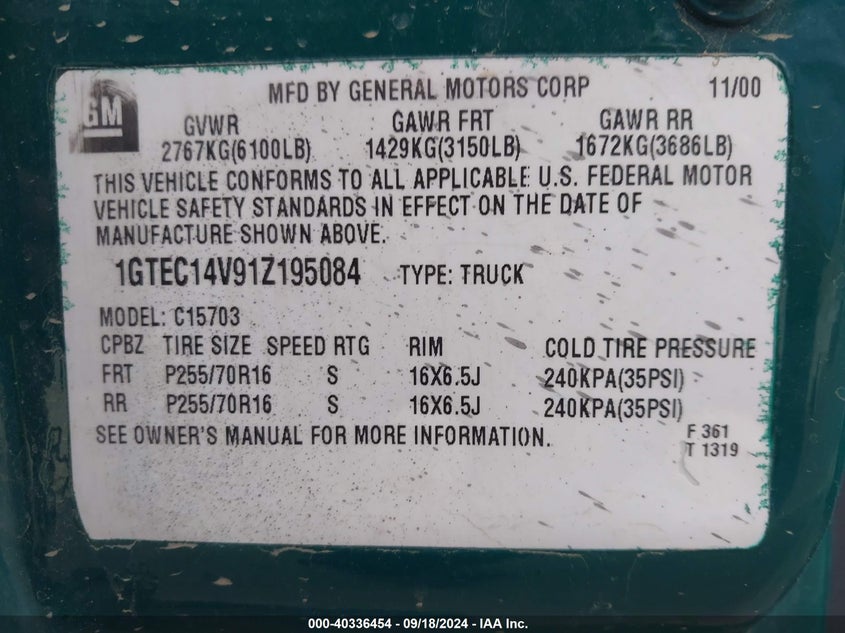 GM
MFD BY GENERAL MOTORS CORP 11/00
GVWR GAWR FRT GAWR RR
2767KG(6100LB) 1429KG(3150LB) 1672KG(3686LB)
THIS VEHICLE CONFORMS TO ALL APPLICABLE U.S. FEDERAL MOTOR
VEHICLE SAFETY STANDARDS IN EFFECT ON THE DATE OF
MANUFACTURE SHOWN ABOVE.
1GTEC14V91Z195084 TYPE: TRUCK
MODEL: C15703
CPBZ TIRE SIZE SPEED RTG RIM COLD TIRE PRESSURE
FRT P255/70R16 S 16X6.5J 240KPA(35PSI)
RR P255/70R16 S 16X6.5J 240KPA(35PSI)
SEE OWNER'S MANUAL FOR MORE INFORMATION.
F 361
T 1319
000-40336454 - 09/18/2024 - IAA Inc.